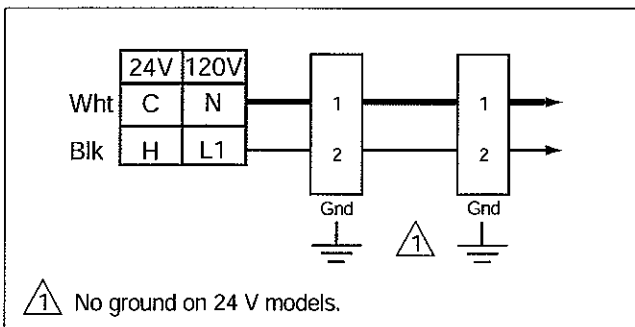 24V 120V
Wht C N 1 1
Blk H L1 2 2
Gnd Gnd
1
1 No ground on 24 V models.